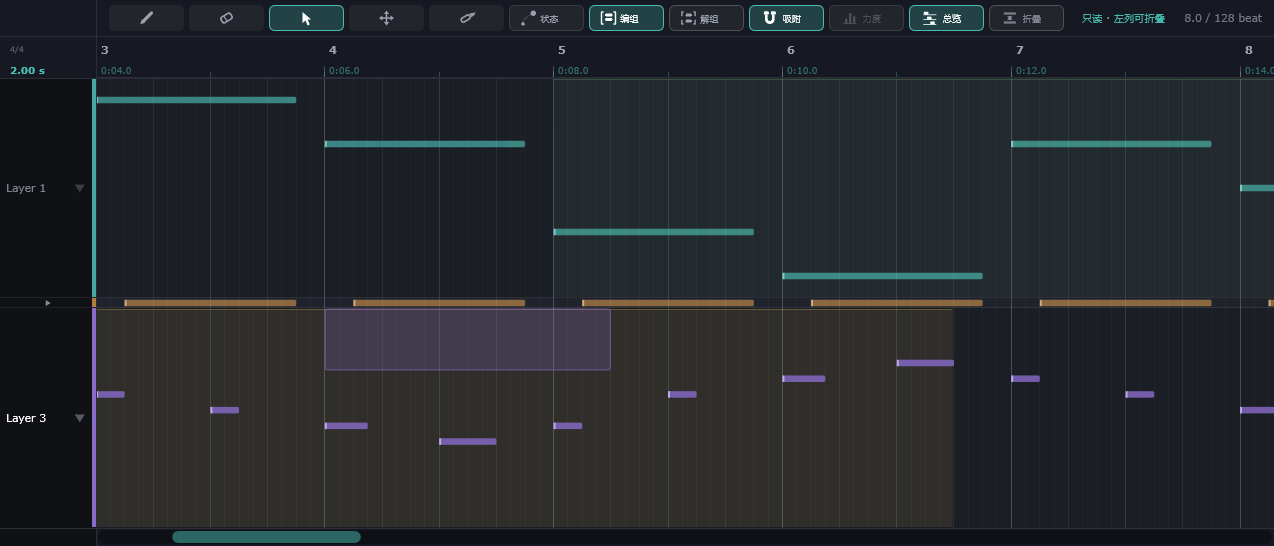 状态
编组
解组
吸附
力度
总览
折叠
只读·左列可折叠
8.0 / 128 beat
4/4
3
4
5
6
7
8
2.00 s
0:04.0
0:06.0
0:08.0
0:10.0
0:12.0
0:14.0
Layer 1
Layer 3